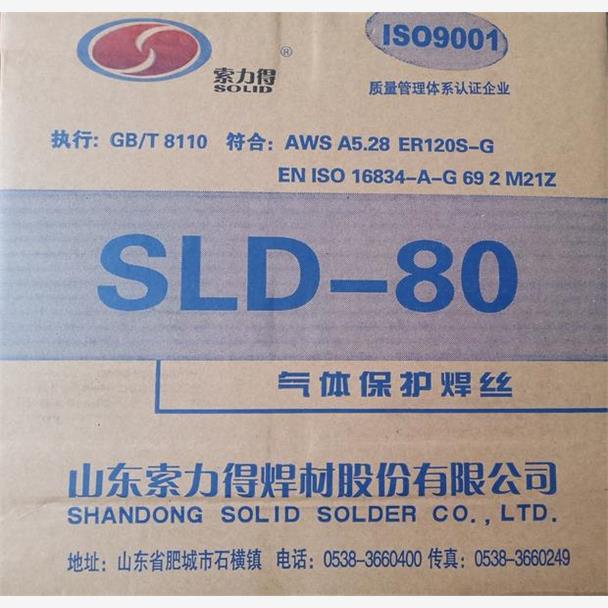 ISO9001
索力得®
SOLID
质量管理体系认证企业
执行: GB/T 8110 符合: AWS A5.28 ER120S-G
EN ISO 16834-A-G 69 2 M21Z
SLD-80
气体保护焊丝
山东索力得焊材股份有限公司
SHANDONG SOLID SOLDER CO., LTD.
地址: 山东省肥城市石横镇 电话: 0538-3660400 传真: 0538-3660249